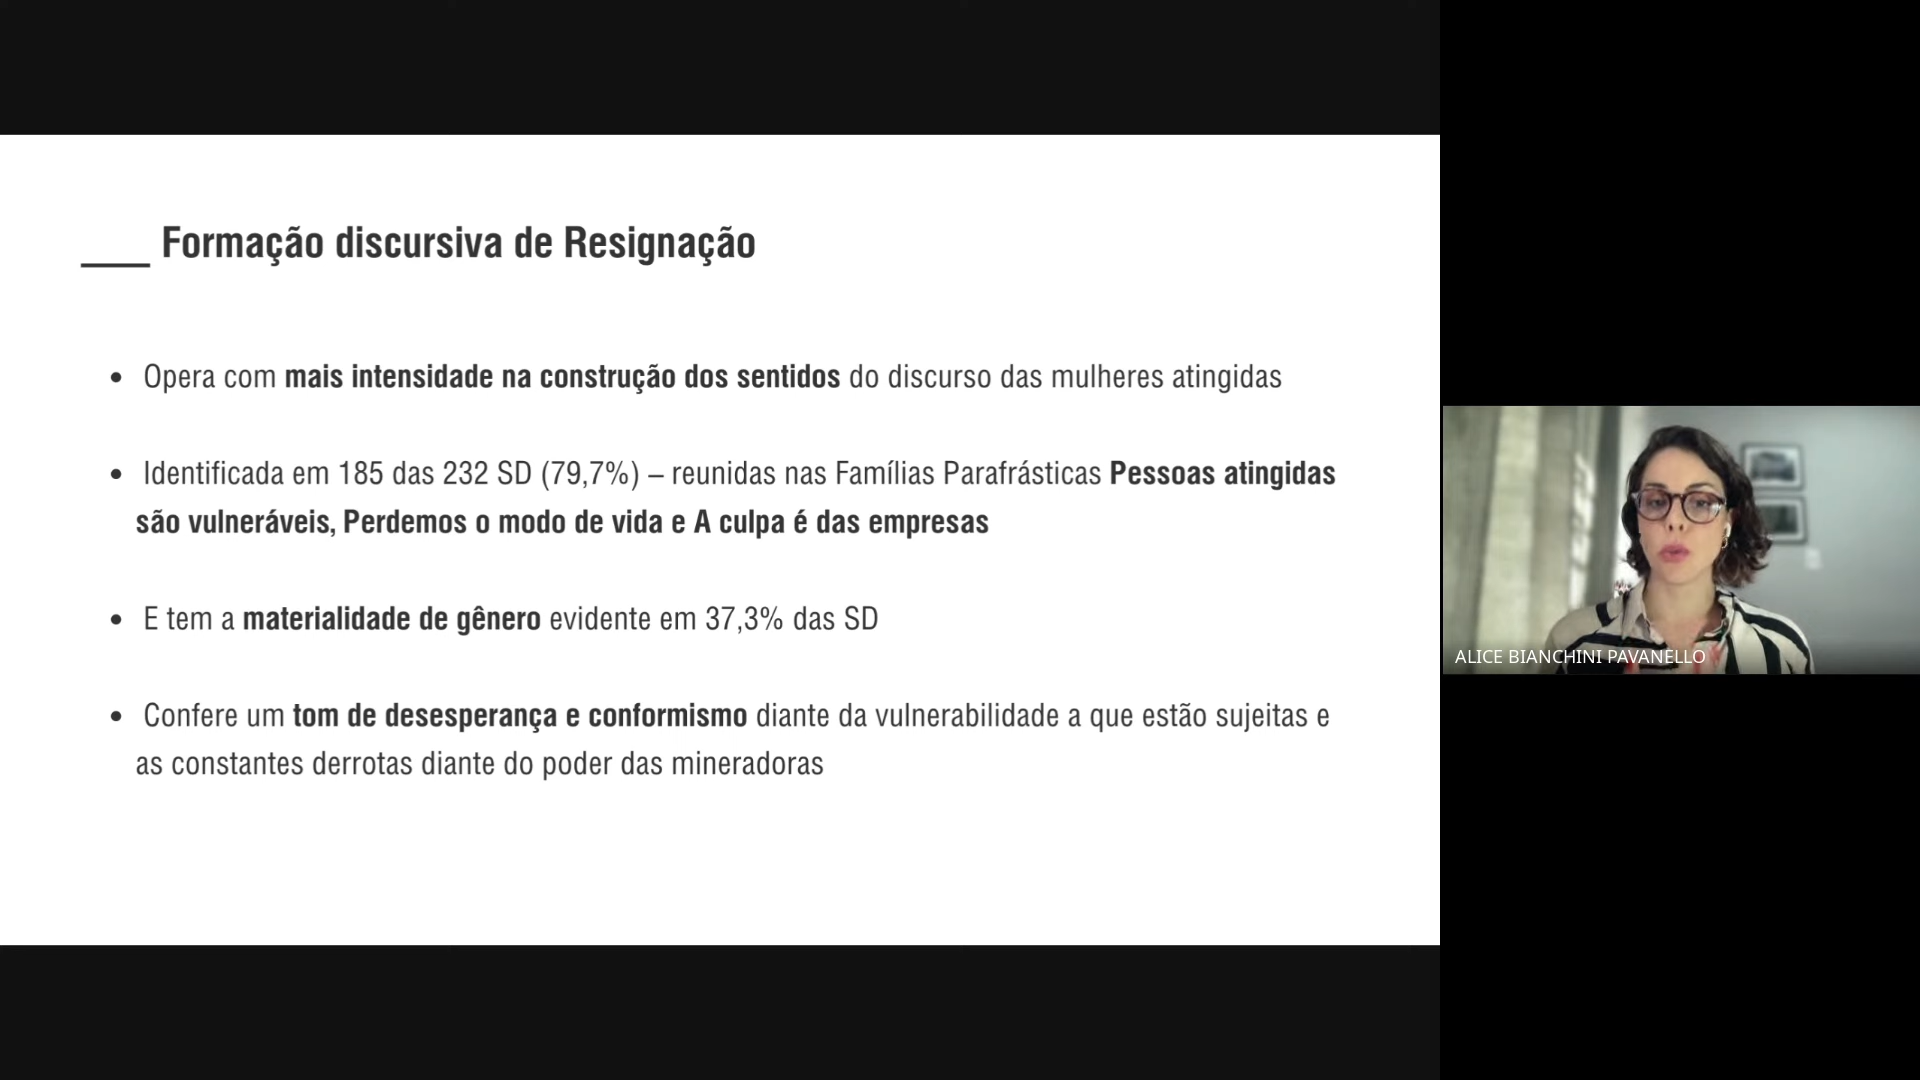 ___ Formação discursiva de Resignação
• Opera com mais intensidade na construção dos sentidos do discurso das mulheres atingidas
• Identificada em 185 das 232 SD (79,7%) – reunidas nas Famílias Parafrásticas Pessoas atingidas
são vulneráveis, Perdemos o modo de vida e A culpa é das empresas
• E tem a materialidade de gênero evidente em 37,3% das SD
• Confere um tom de desesperança e conformismo diante da vulnerabilidade a que estão sujeitas e
as constantes derrotas diante do poder das mineradoras
ALICE BIANCHINI PAVANELLO